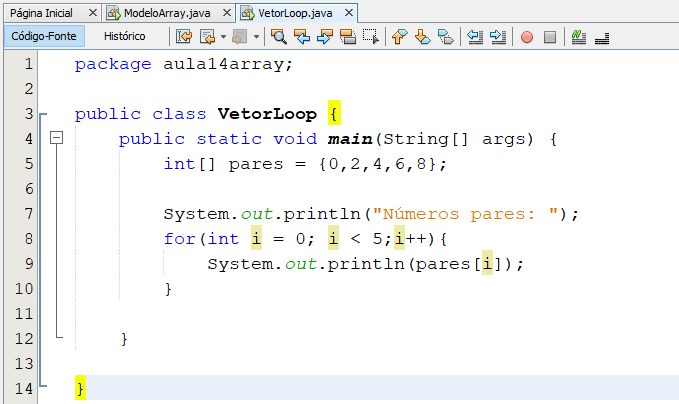 Página Inicial ModeloArray.java VetorLoop.java
Código-Fonte Histórico
1 package aula14array;
2
3 public class VetorLoop {
4 public static void main(String[] args) {
5 int[] pares = {0,2,4,6,8};
6
7 System.out.println("Números pares: ");
8 for(int i = 0; i < 5;i++){
9 System.out.println(pares[i]);
10 }
11
12 }
13
14 }